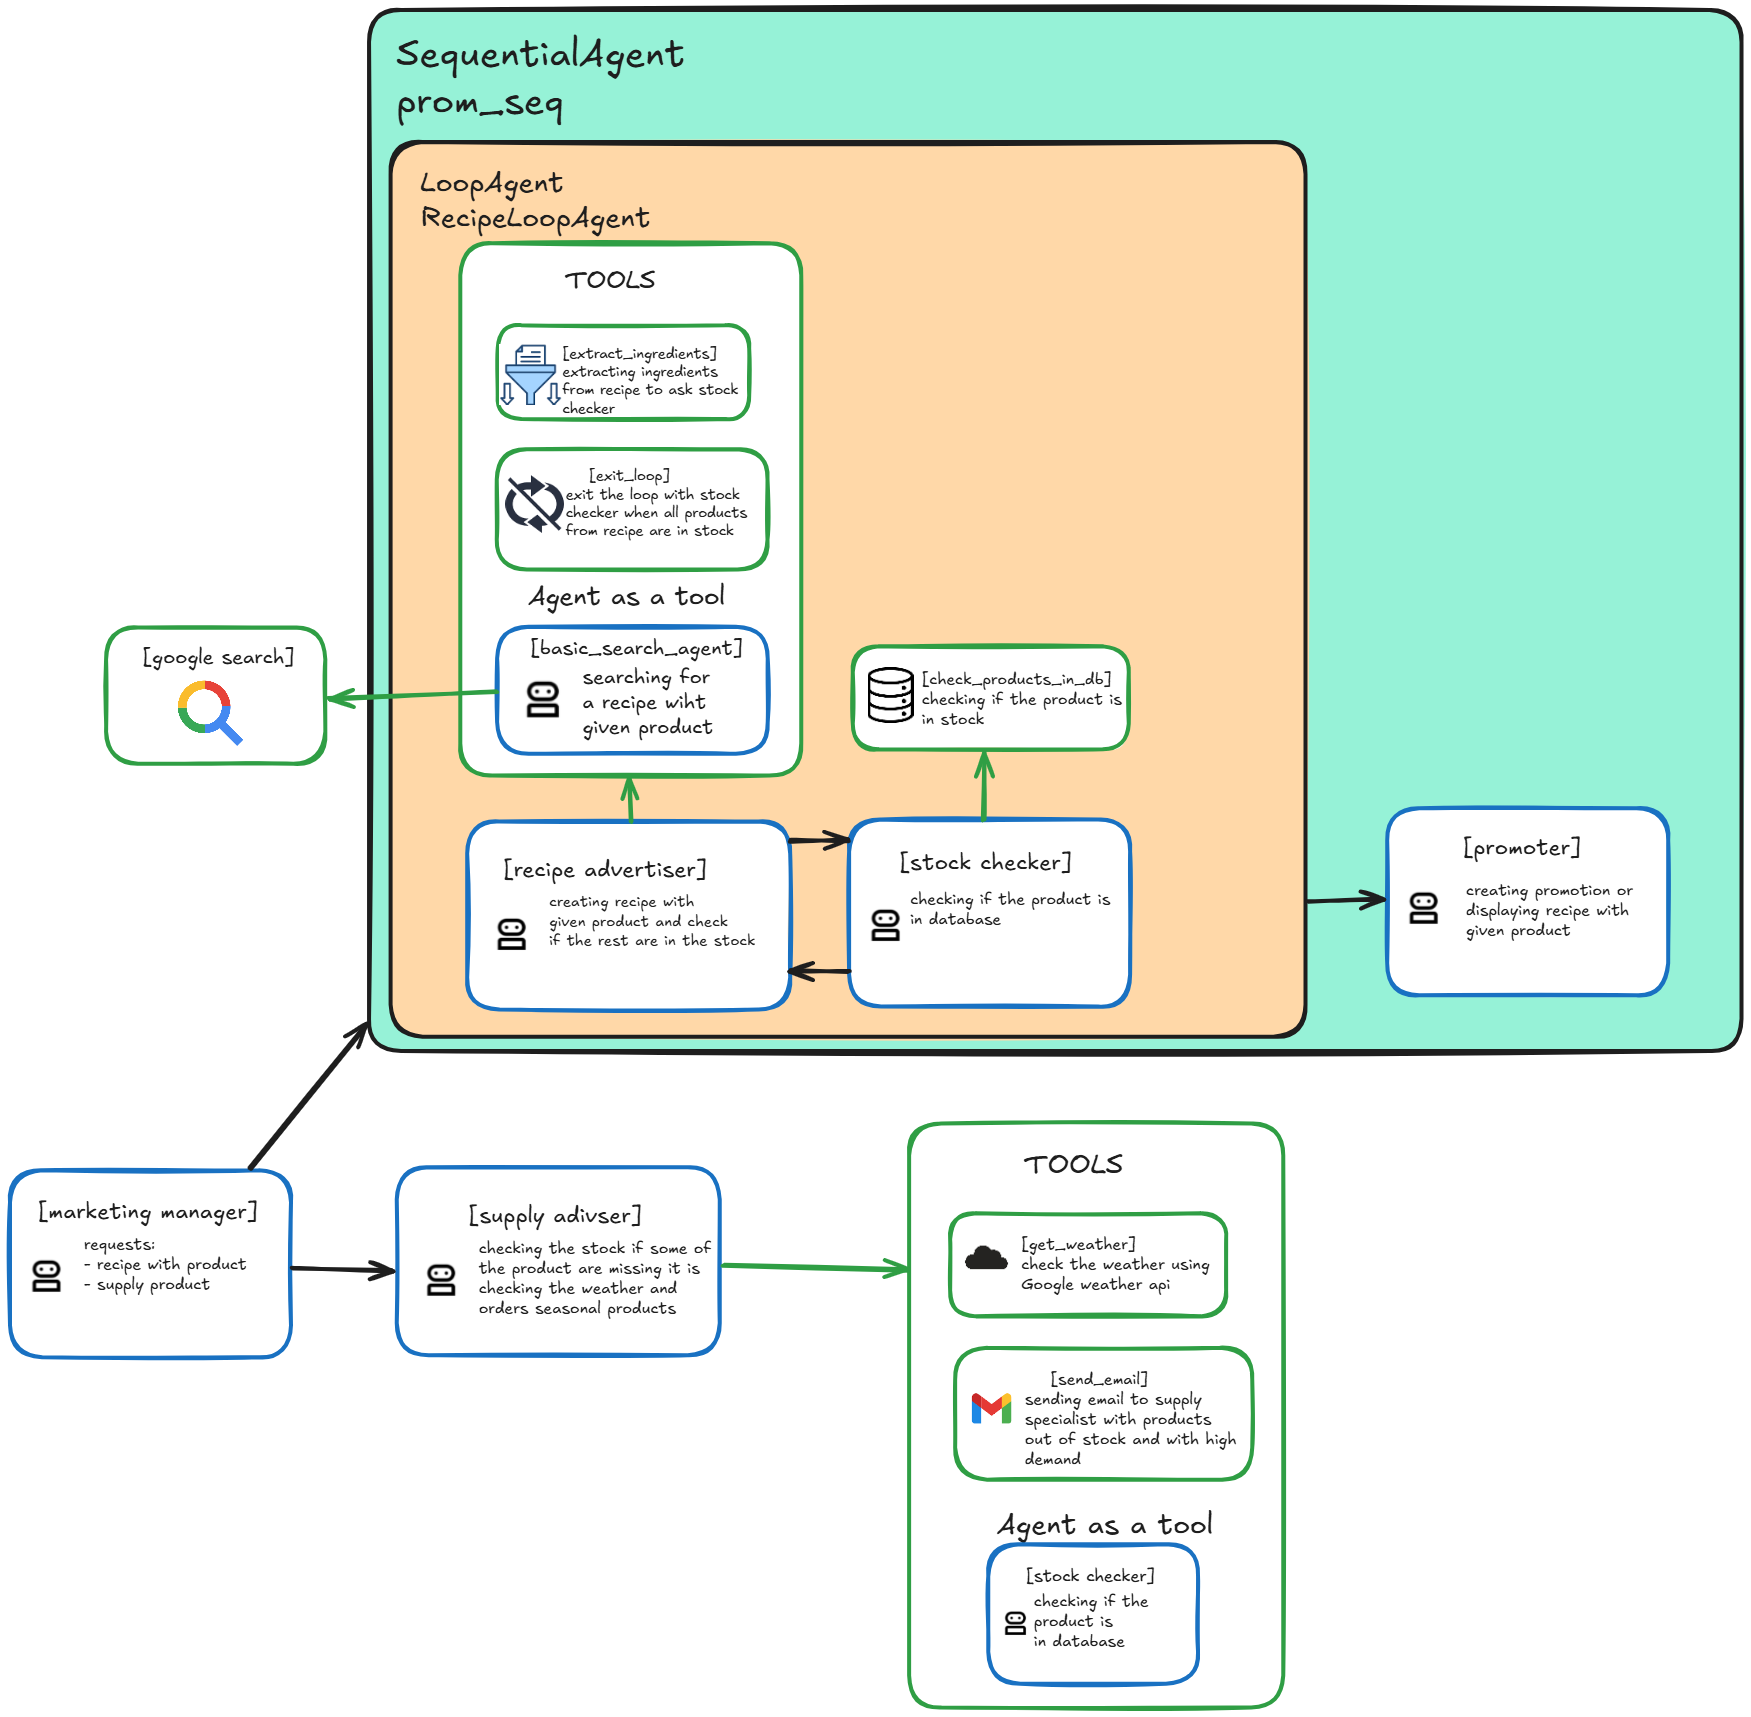 SequentialAgent
prom_seq
LoopAgent
RecipeLoopAgent
TOOLS
[extract_ingredients]
extracting ingredients
from recipe to ask stock
checker
[exit_loop]
exit the loop with stock
checker when all products
from recipe are in stock
Agent as a tool
[basic_search_agent]
searching for
a recipe wiht
given product
[google search]
[check_products_in_db]
checking if the product is
in stock
[recipe advertiser]
creating recipe with
given product and check
if the rest are in the stock
[stock checker]
checking if the product is
in database
[promoter]
creating promotion or
displaying recipe with
given product
[marketing manager]
requests:
- recipe with product
- supply product
[supply adivser]
checking the stock if some of
the product are missing it is
checking the weather and
orders seasonal products
TOOLS
[get_weather]
check the weather using
Google weather api
[send_email]
sending email to supply
specialist with products
out of stock and with high
demand
Agent as a tool
[stock checker]
checking if the
product is
in database